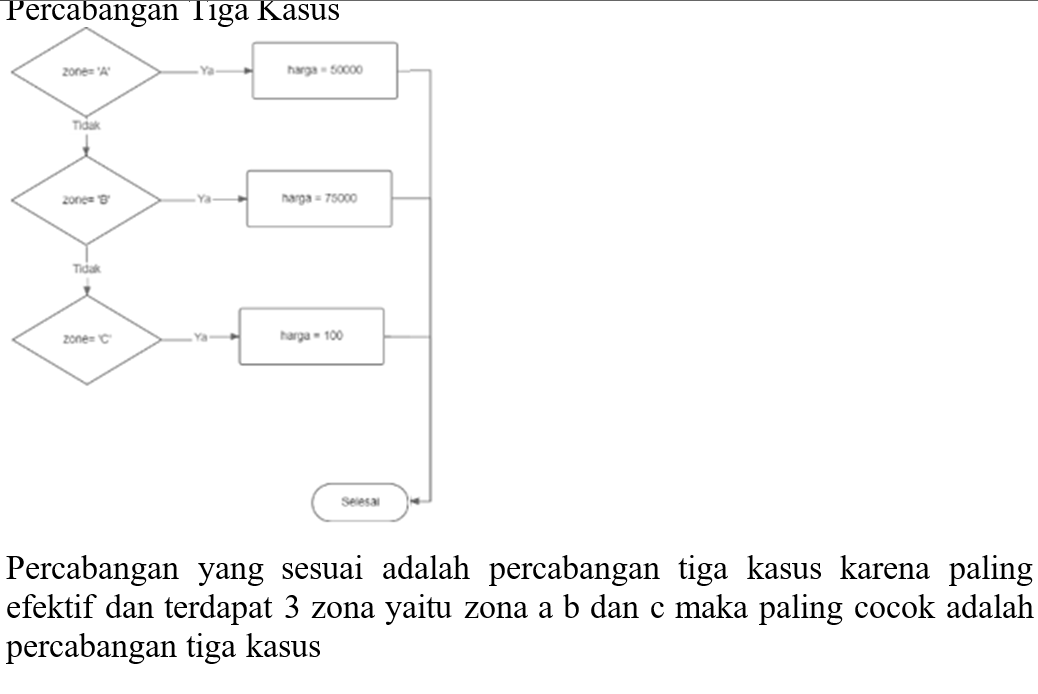 Percabangan Tiga Kasus
zone= 'A'
Ya
harga = 50000
Tidak
zone= 'B'
Ya
harga = 75000
Tidak
zone= 'C'
Ya
harga = 100
Selesai
Percabangan yang sesuai adalah percabangan tiga kasus karena paling
efektif dan terdapat 3 zona yaitu zona a b dan c maka paling cocok adalah
percabangan tiga kasus